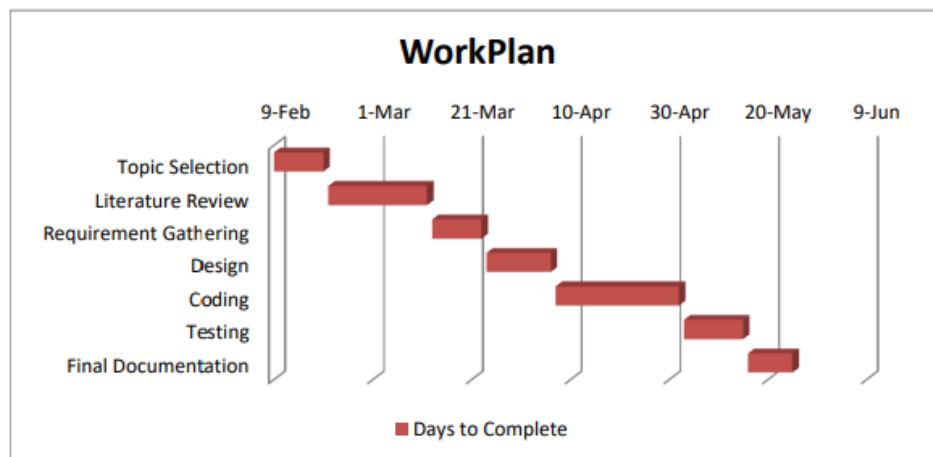 WorkPlan
9-Feb 1-Mar 21-Mar 10-Apr 30-Apr 20-May 9-Jun
Topic Selection
Literature Review
Requirement Gathering
Design
Coding
Testing
Final Documentation
Days to Complete